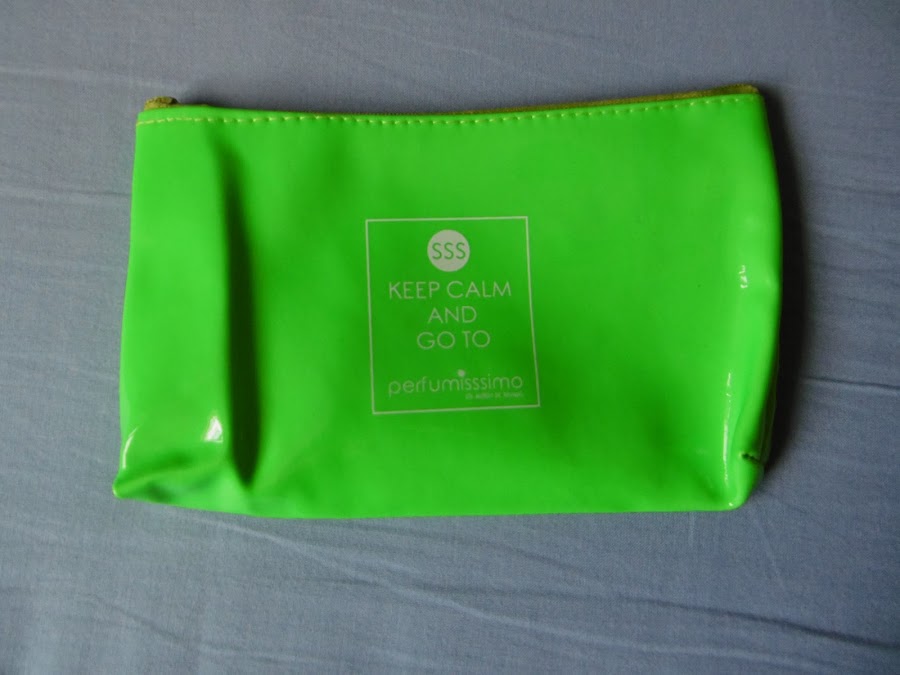 SSS
KEEP CALM
AND
GO TO
perfumisssimo